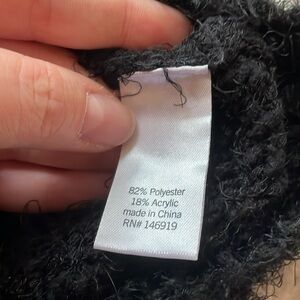 82% Polyester
18% Acrylic
made in China
RN# 146919